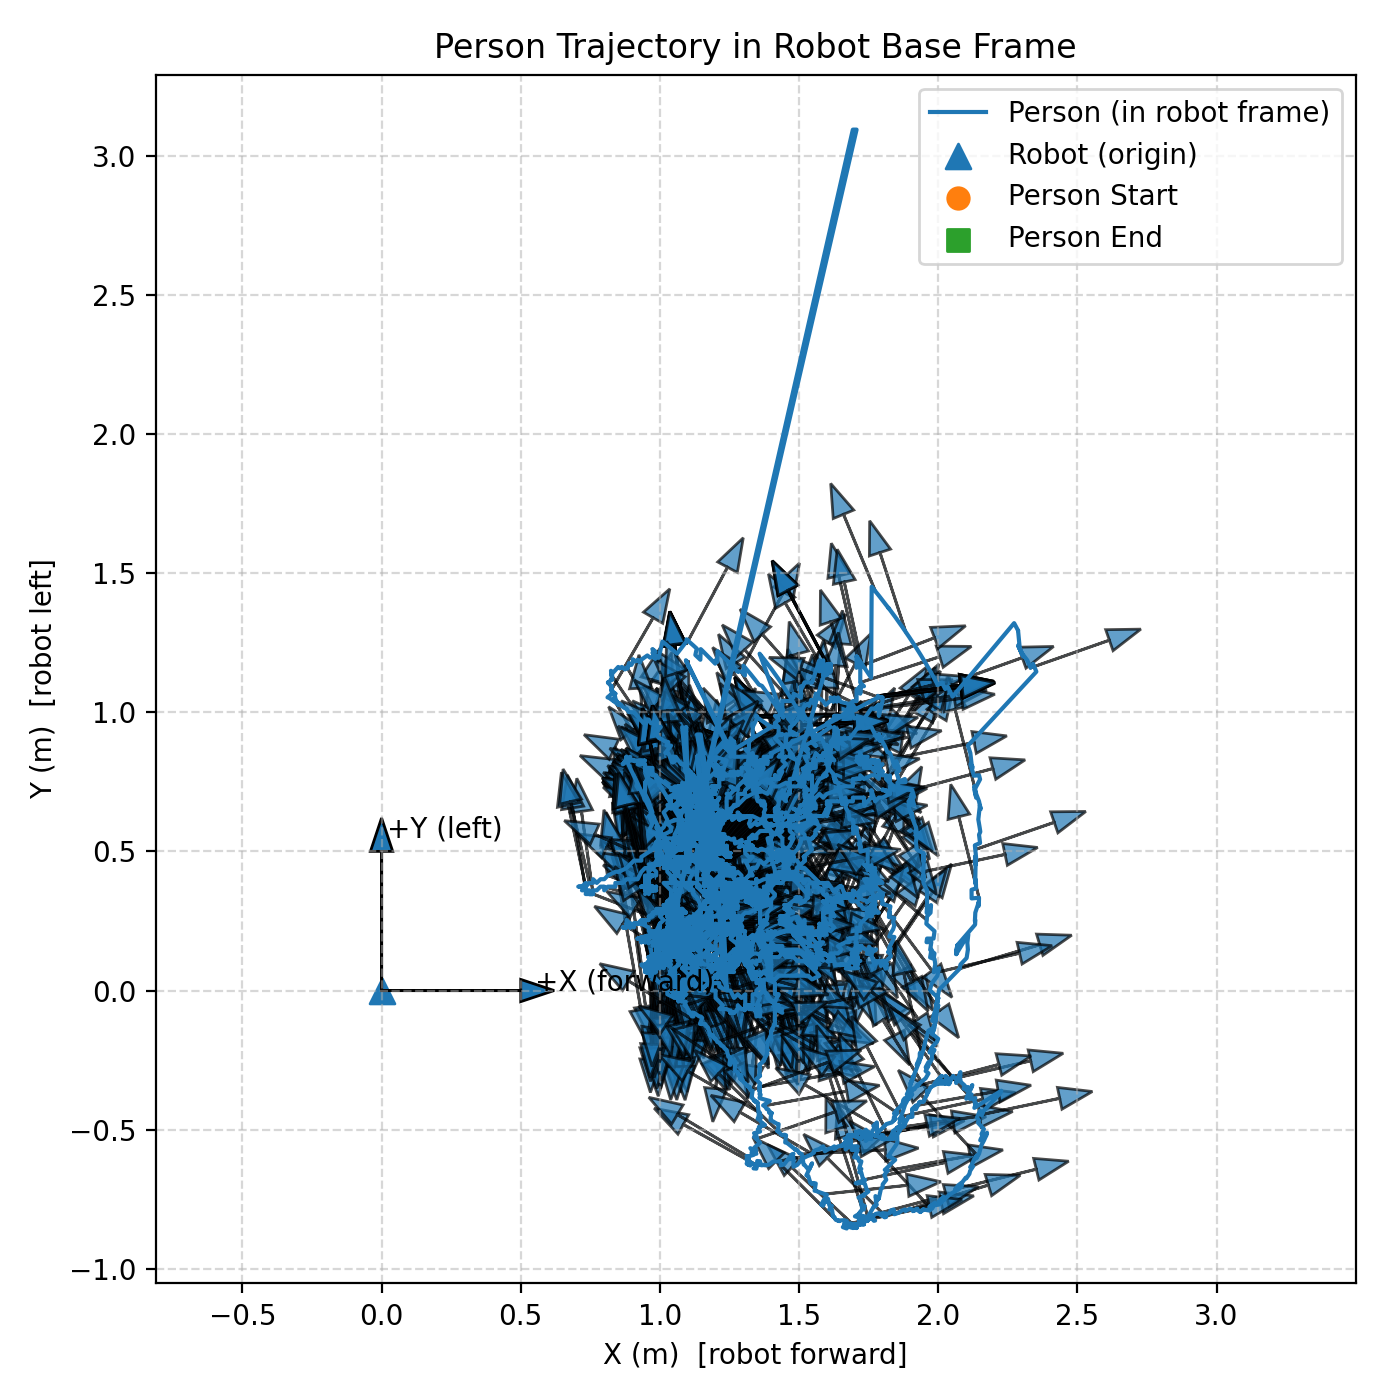 Person Trajectory in Robot Base Frame
Person (in robot frame)
Robot (origin)
Person Start
Person End
3.0
2.5
2.0
1.5
1.0
0.5
0.0
−0.5
−1.0
Y (m)  [robot left]
+Y (left)
+X (forward)
−0.5
0.0
0.5
1.0
1.5
2.0
2.5
3.0
X (m)  [robot forward]